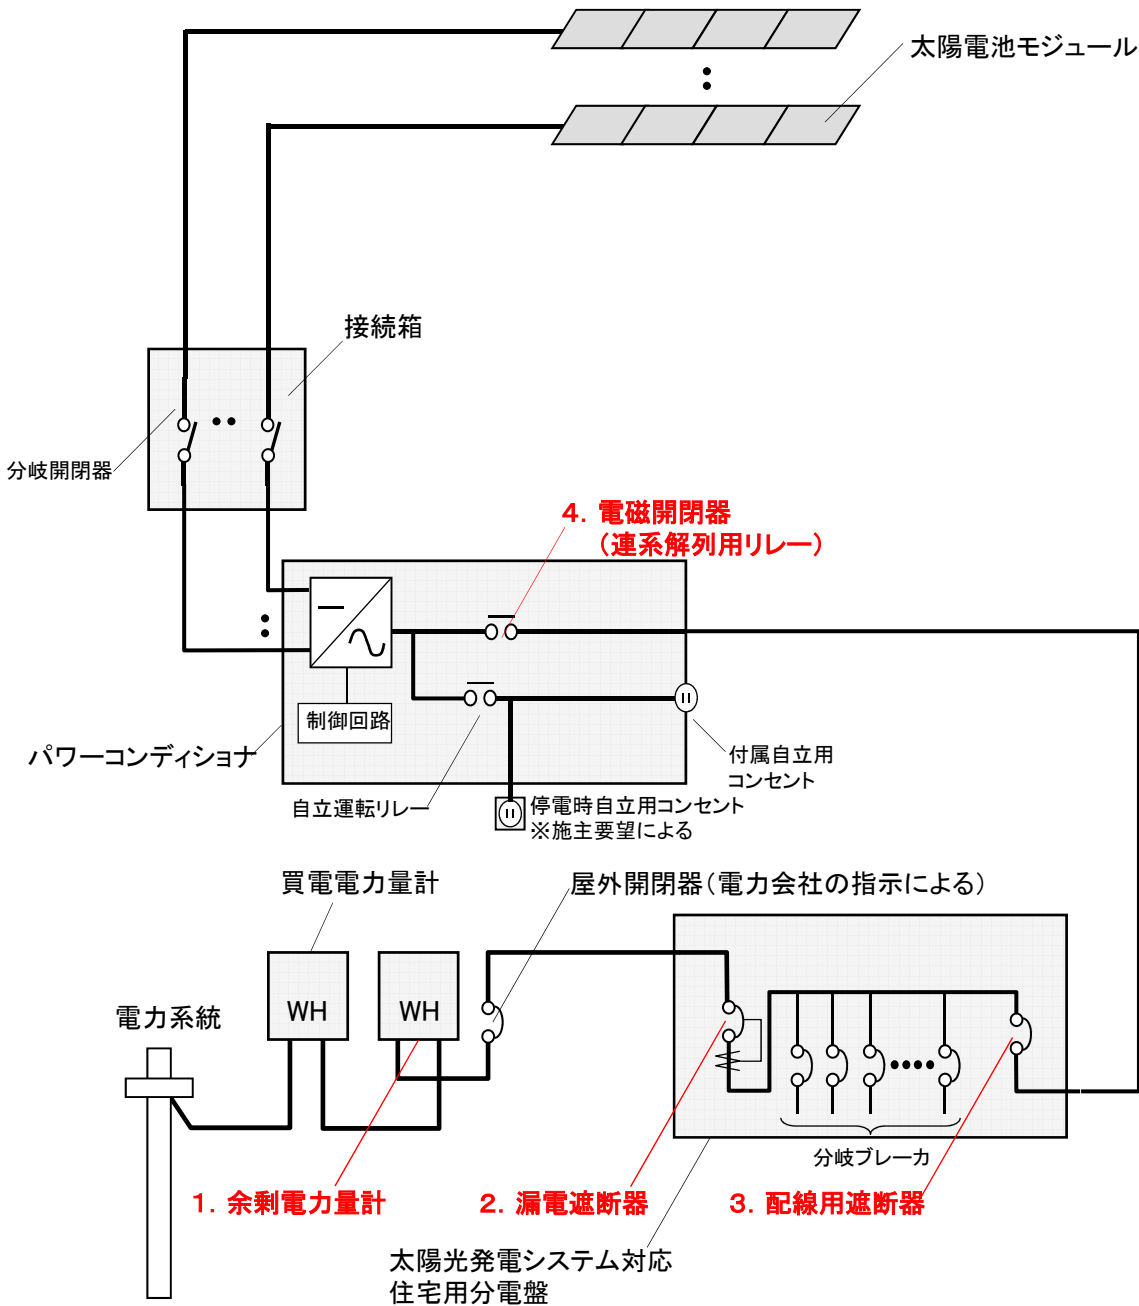 太陽電池モジュール
接続箱
分岐開閉器
4．電磁開閉器
（連系解列用リレー）
制御回路
パワーコンディショナ
付属自立用
コンセント
自立運転リレー
停電時自立用コンセント
※施主要望による
買電電力量計
屋外開閉器（電力会社の指示による）
WH
WH
電力系統
分岐ブレーカ
1．余剰電力量計
2．漏電遮断器
3．配線用遮断器
太陽光発電システム対応
住宅用分電盤